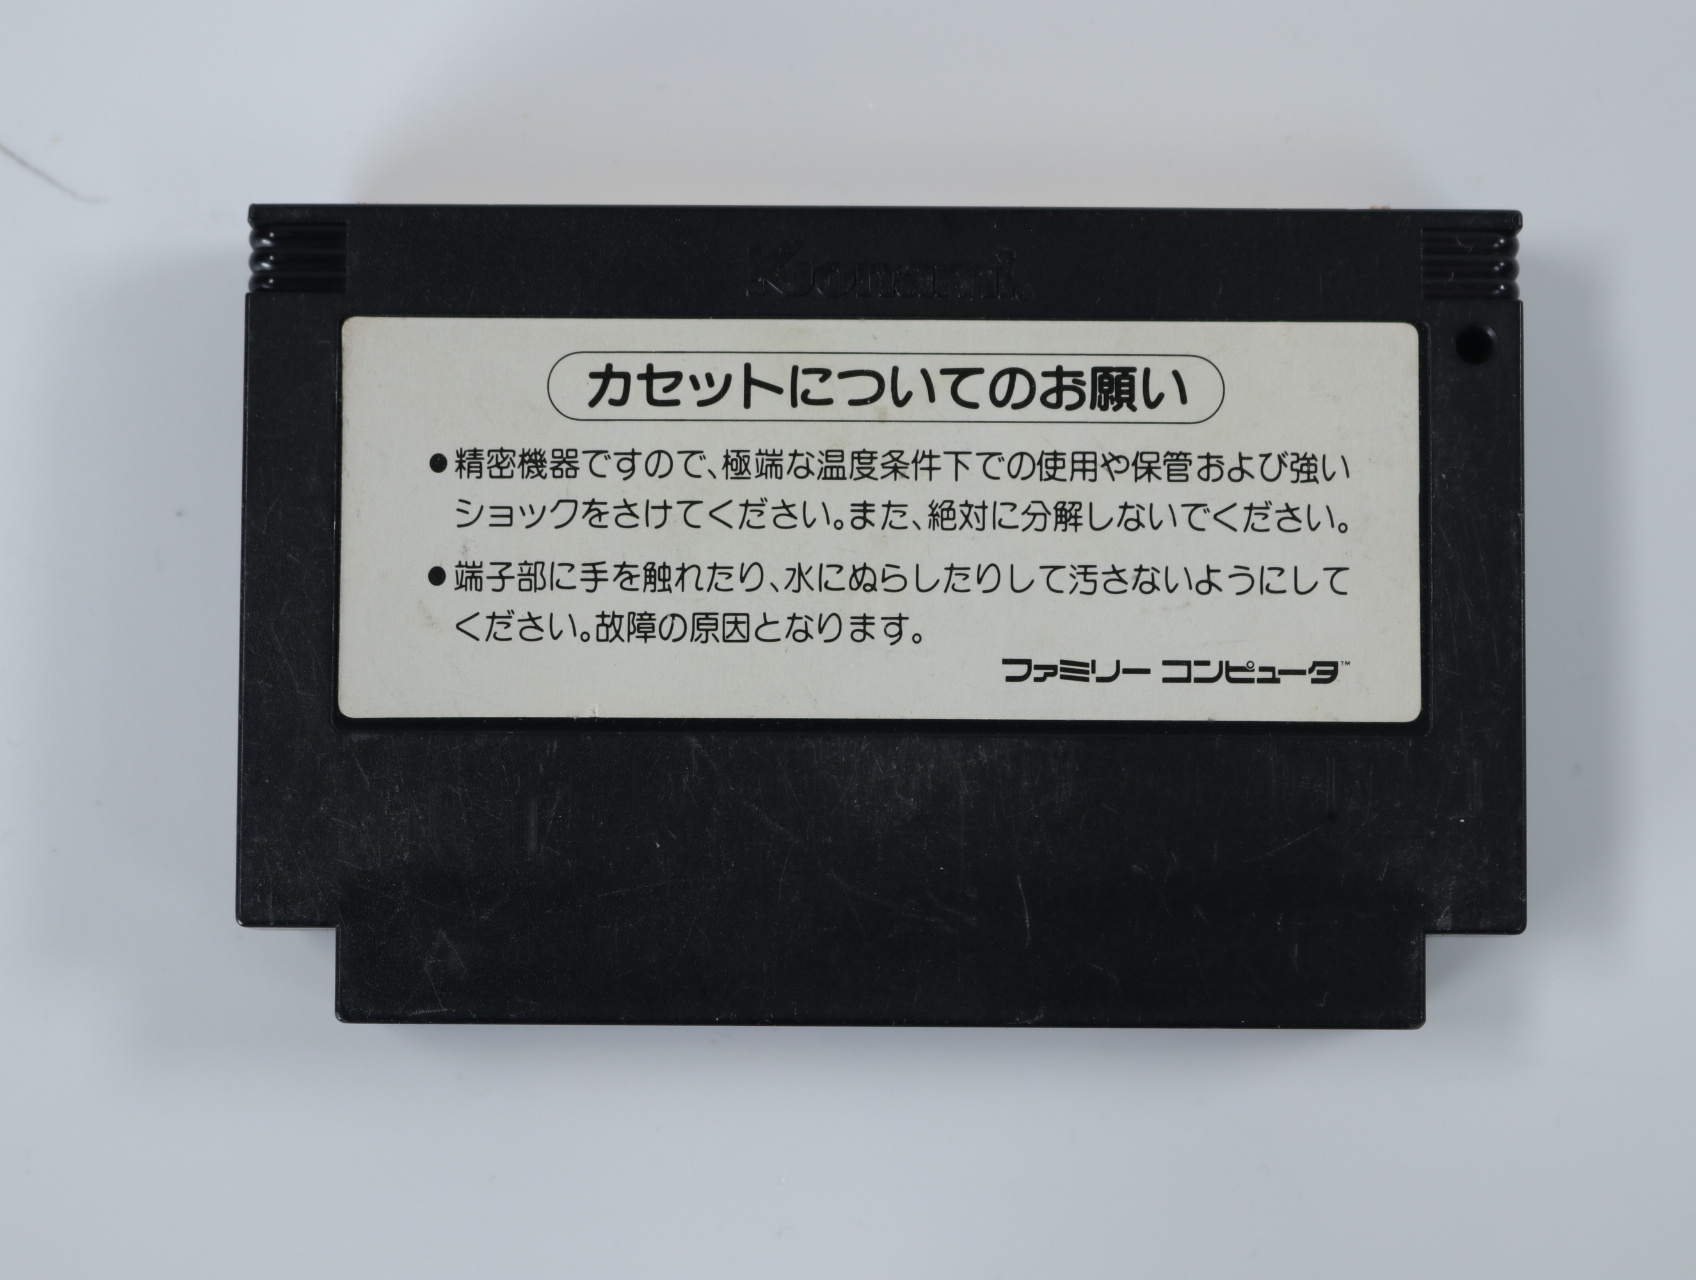 Konami
カセットについてのお願い
●精密機器ですので、極端な温度条件下での使用や保管および強い
ショックをさけてください。また、絶対に分解しないでください。
●端子部に手を触れたり、水にぬらしたりして汚さないようにして
ください。故障の原因となります。
ファミリー コンピュータ™